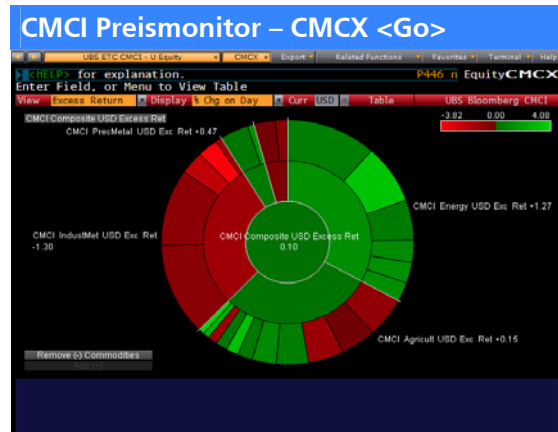 CMCI Preismonitor – CMCX <Go>
UBS ETC CMCI - U Equity CMCX Export Related Functions Favorites Terminal Help
<HELP> for explanation. P446 n Equity CMCX
Enter Field, or Menu to View Table
View Excess Return Display % Chg on Day Curr USD Table UBS Bloomberg CMCI
CMCI Composite USD Excess Ret
-3.82 0.00 4.08
CMCI PrecMetal USD Exc Ret +0.47
CMCI Energy USD Exc Ret +1.27
CMCI IndustMet USD Exc Ret
-1.30
CMCI Composite USD Excess Ret
0.10
CMCI Agricult USD Exc Ret +0.15
Remove (-) Commodities
Add (+)